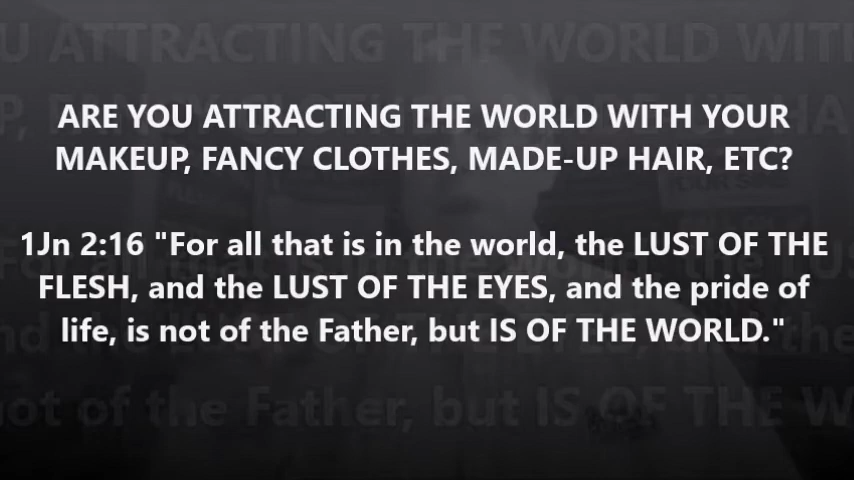 ARE YOU ATTRACTING THE WORLD WITH YOUR
MAKEUP, FANCY CLOTHES, MADE-UP HAIR, ETC?
1Jn 2:16 "For all that is in the world, the LUST OF THE
FLESH, and the LUST OF THE EYES, and the pride of
life, is not of the Father, but IS OF THE WORLD."